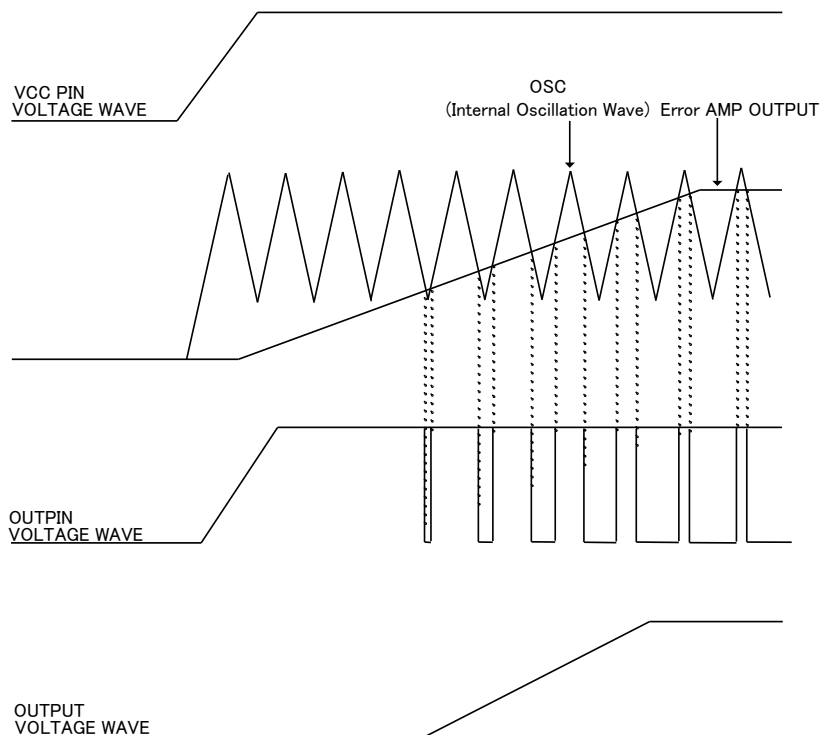 VCC PIN
VOLTAGE WAVE
OSC
(Internal Oscillation Wave)
Error AMP OUTPUT
OUTPIN
VOLTAGE WAVE
OUTPUT
VOLTAGE WAVE